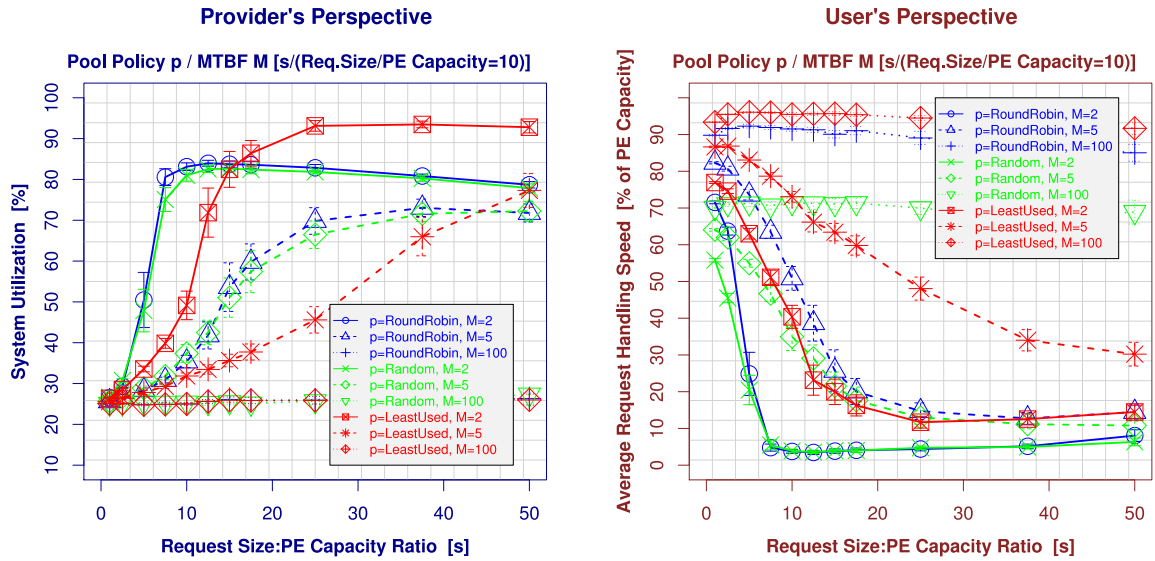 Provider's Perspective
Pool Policy p / MTBF M [s/(Req.Size/PE Capacity=10)]
System Utilization [%]
100
90
80
70
60
50
40
30
20
10
p=RoundRobin, M=2
p=RoundRobin, M=5
p=RoundRobin, M=100
p=Random, M=2
p=Random, M=5
p=Random, M=100
p=LeastUsed, M=2
p=LeastUsed, M=5
p=LeastUsed, M=100
0 10 20 30 40 50
Request Size:PE Capacity Ratio [s]
User's Perspective
Pool Policy p / MTBF M [s/(Req.Size/PE Capacity=10)]
Average Request Handling Speed [% of PE Capacity]
90
80
70
60
50
40
30
20
10
0
p=RoundRobin, M=2
p=RoundRobin, M=5
p=RoundRobin, M=100
p=Random, M=2
p=Random, M=5
p=Random, M=100
p=LeastUsed, M=2
p=LeastUsed, M=5
p=LeastUsed, M=100
0 10 20 30 40 50
Request Size:PE Capacity Ratio [s]